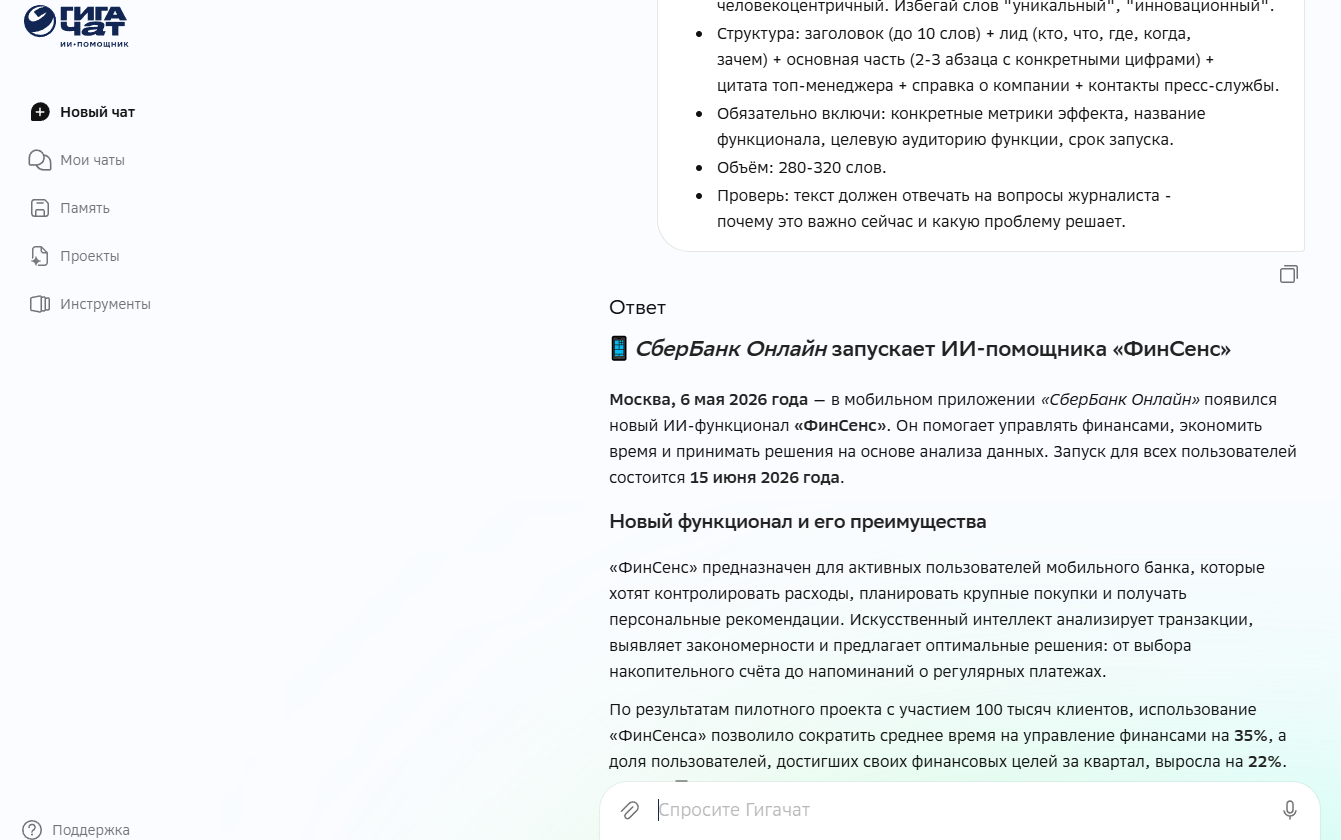 ГИГА
ЧАТ
ИИ-ПОМОЩНИК
Новый чат
Мои чаты
Память
Проекты
Инструменты
Поддержка
человекоцентричный. Избегай слов "уникальный", "инновационный".
• Структура: заголовок (до 10 слов) + лид (кто, что, где, когда,
зачем) + основная часть (2-3 абзаца с конкретными цифрами) +
цитата топ-менеджера + справка о компании + контакты пресс-службы.
• Обязательно включи: конкретные метрики эффекта, название
функционала, целевую аудиторию функции, срок запуска.
• Объём: 280-320 слов.
• Проверь: текст должен отвечать на вопросы журналиста -
почему это важно сейчас и какую проблему решает.
Ответ
СберБанк Онлайн запускает ИИ-помощника «ФинСенс»
Москва, 6 мая 2026 года — в мобильном приложении «СберБанк Онлайн» появился
новый ИИ-функционал «ФинСенс». Он помогает управлять финансами, экономить
время и принимать решения на основе анализа данных. Запуск для всех пользователей
состоится 15 июня 2026 года.
Новый функционал и его преимущества
«ФинСенс» предназначен для активных пользователей мобильного банка, которые
хотят контролировать расходы, планировать крупные покупки и получать
персональные рекомендации. Искусственный интеллект анализирует транзакции,
выявляет закономерности и предлагает оптимальные решения: от выбора
накопительного счёта до напоминаний о регулярных платежах.
По результатам пилотного проекта с участием 100 тысяч клиентов, использование
«ФинСенса» позволило сократить среднее время на управление финансами на 35%, а
доля пользователей, достигших своих финансовых целей за квартал, выросла на 22%.
Спросите Гигачат